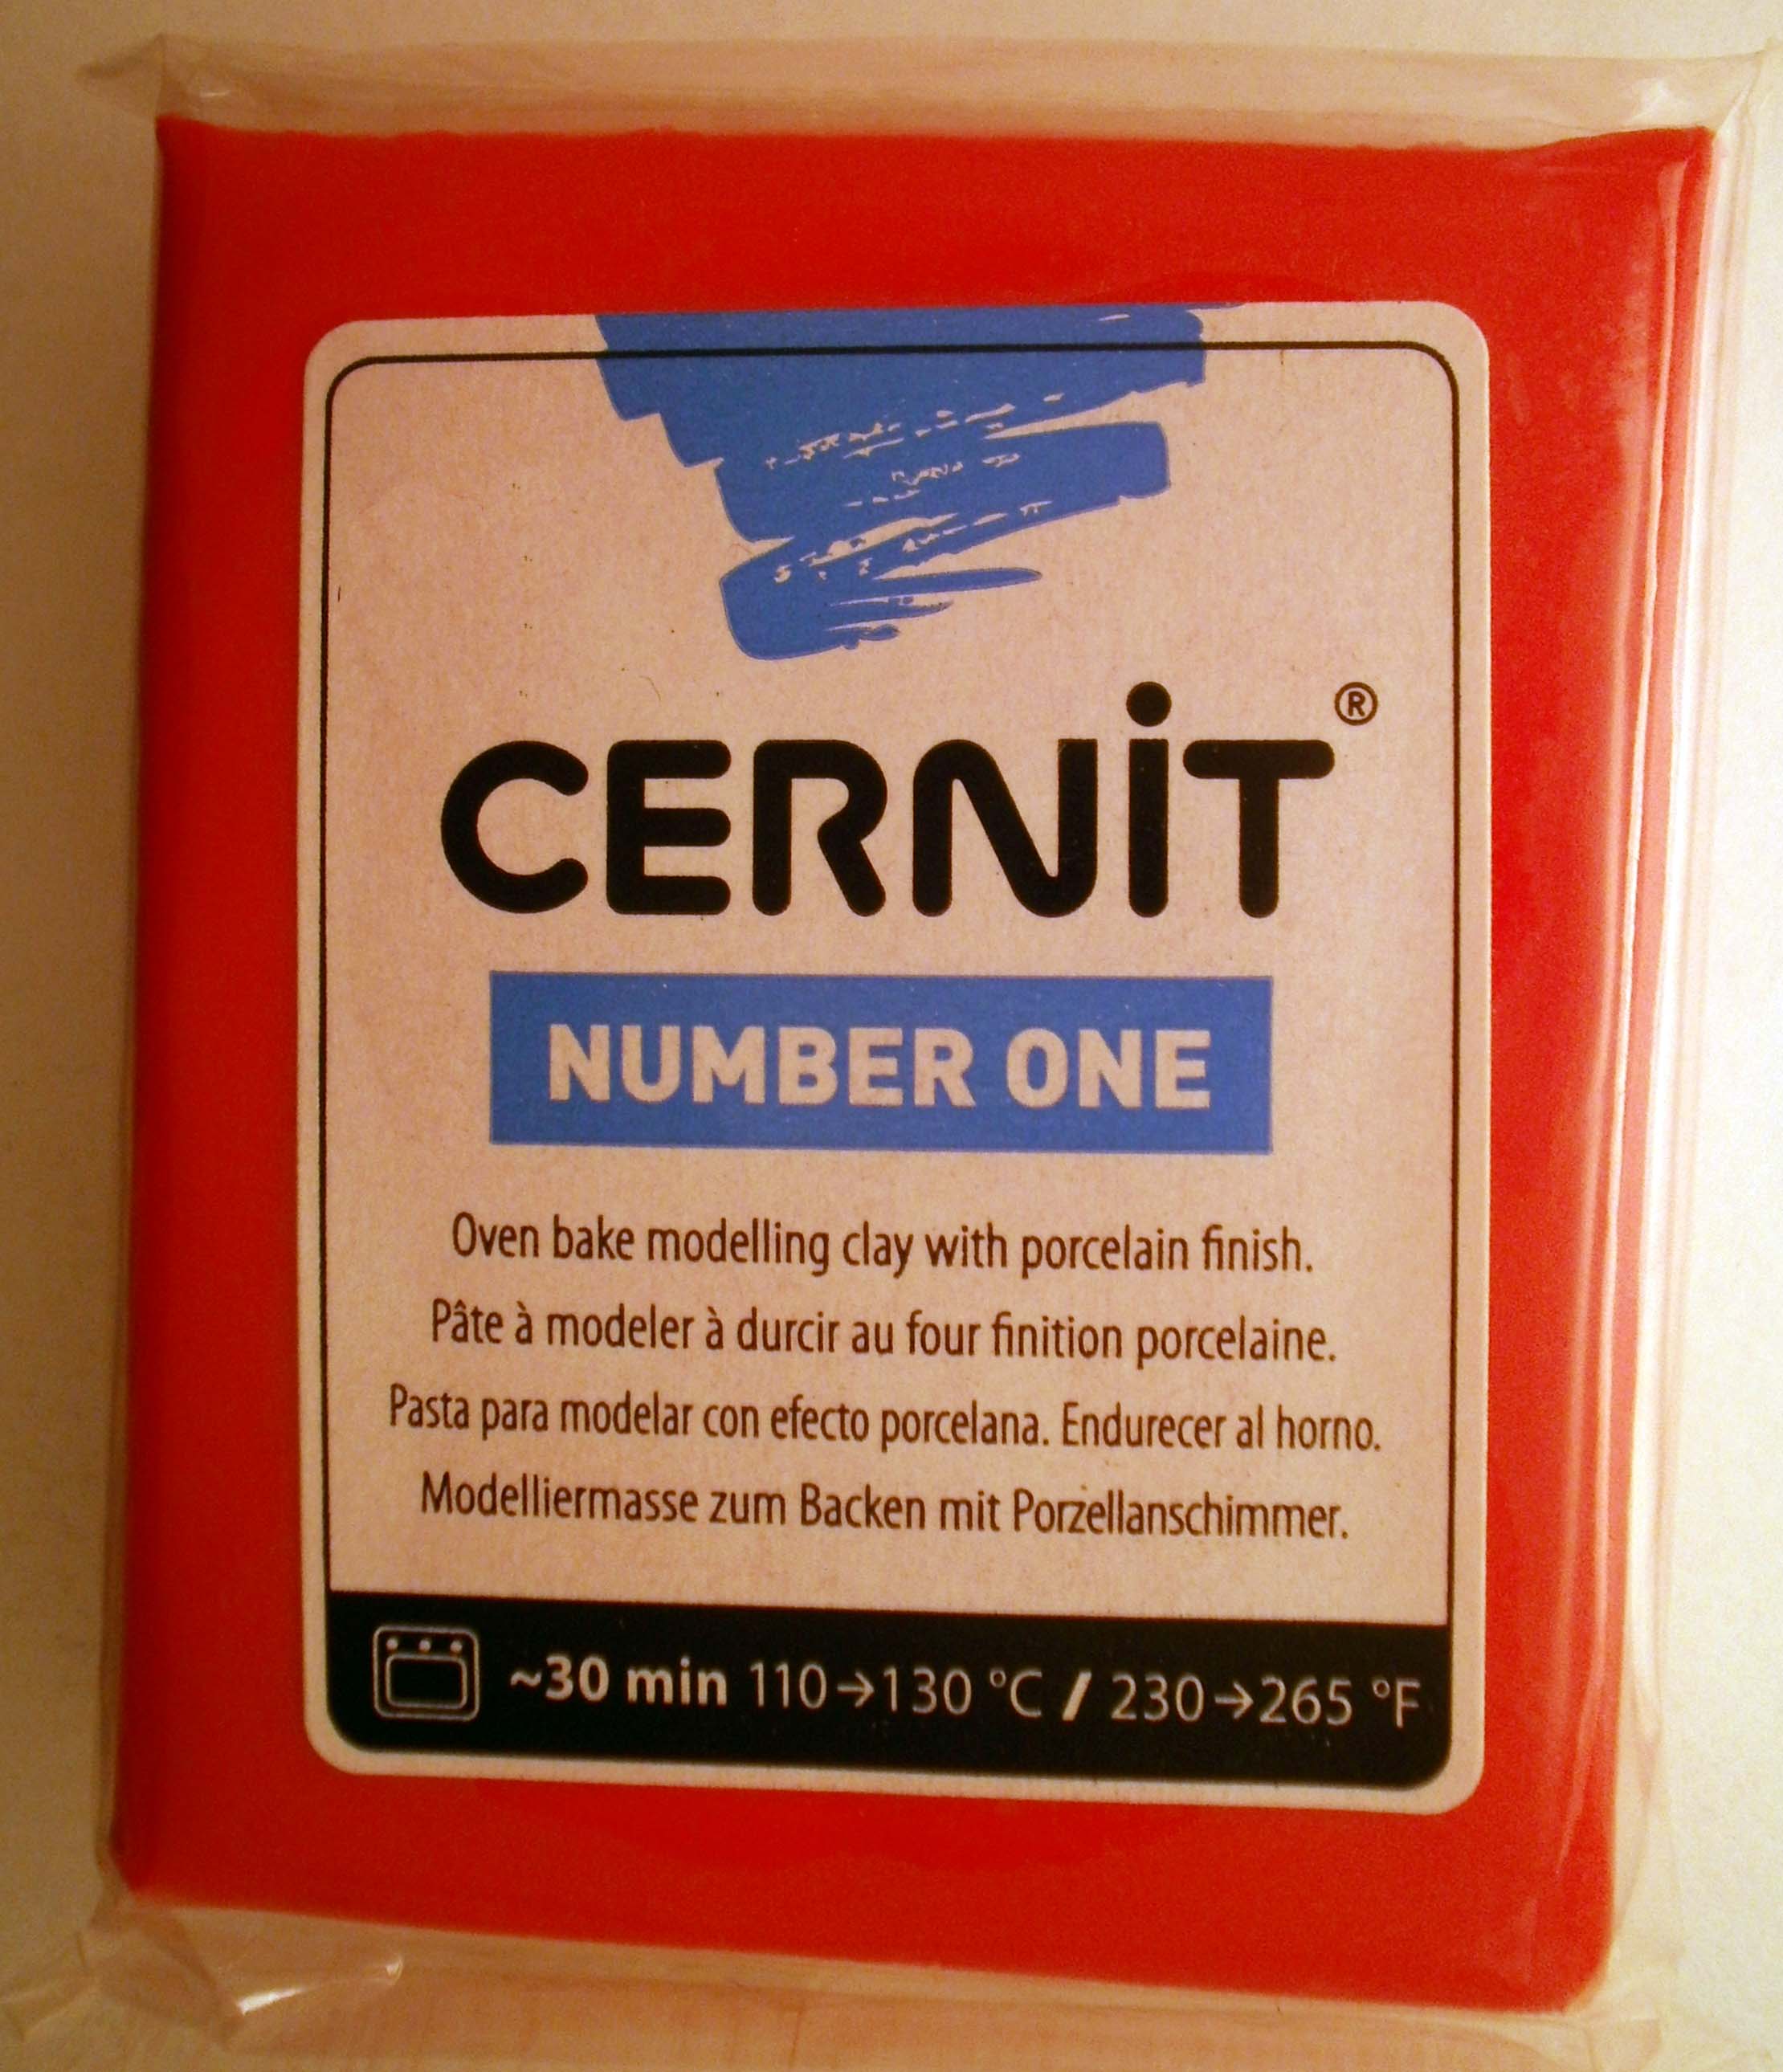 CERNiT®
NUMBER ONE
Oven bake modelling clay with porcelain finish.
Pâte à modeler à durcir au four finition porcelaine.
Pasta para modelar con efecto porcelana. Endurecer al horno.
Modelliermasse zum Backen mit Porzellanschimmer.
~30 min 110→130 °C / 230→265 °F